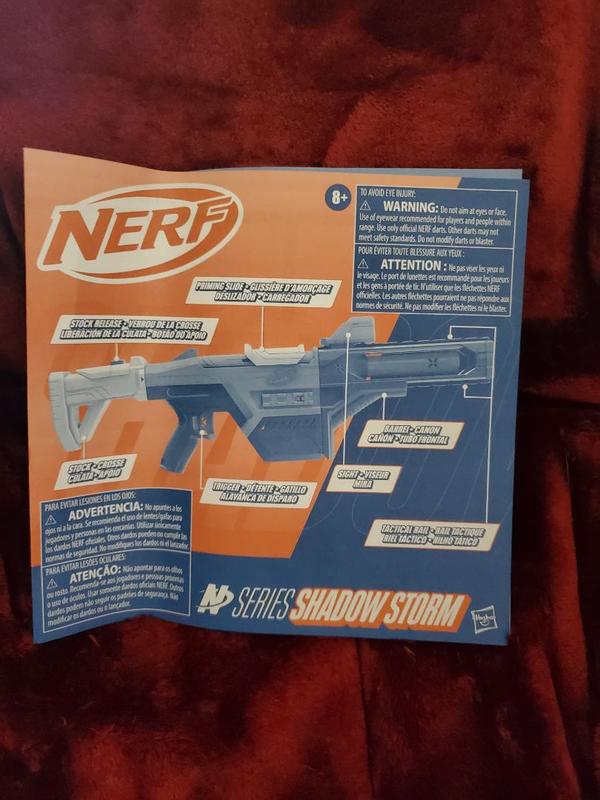 NERF
8+
TO AVOID EYE INJURY:
⚠ WARNING: Do not aim at eyes or face.
Use of eyewear recommended for players and people within
range. Use only official NERF darts. Other darts may not
meet safety standards. Do not modify darts or blaster.
POUR ÉVITER TOUTE BLESSURE AUX YEUX :
⚠ ATTENTION : Ne pas viser les yeux ni
le visage. Le port de lunettes est recommandé pour les joueurs
et les gens à portée de tir. N'utiliser que les fléchettes NERF
officielles. Les autres fléchettes pourraient ne pas répondre aux
normes de sécurité. Ne pas modifier les fléchettes ni le blaster.
PRIMING SLIDE • GLISSIÈRE D'AMORÇAGE
DESLIZADOR • CARREGADOR
STOCK RELEASE • VERROU DE LA CROSSE
LIBERACIÓN DE LA CULATA • BOTÃO DO APOIO
BARREL • CANON
CAÑÓN • TUBO FRONTAL
STOCK • CROSSE
CULATA • APOIO
TRIGGER • DÉTENTE • GATILLO
ALAVANCA DE DISPARO
SIGHT • VISEUR
MIRA
TACTICAL RAIL • RAIL TACTIQUE
RIEL TÁCTICO • TRILHO TÁTICO
PARA EVITAR LESIONES EN LOS OJOS:
⚠ ADVERTENCIA: No apuntes a los
ojos ni a la cara. Se recomienda el uso de lentes/gafas para
jugadores y personas en las cercanías. Utilizar únicamente
los dardos NERF oficiales. Otros dardos pueden no cumplir las
normas de seguridad. No modifiques los dardos ni el lanzador.
PARA EVITAR LESÕES OCULARES:
⚠ ATENÇÃO: Não apontar para os olhos
ou rosto. Recomenda-se aos jogadores e pessoas próximas
o uso de óculos. Usar somente dardos oficiais NERF. Outros
dardos podem não seguir os padrões de segurança. Não
modificar os dardos ou o lançador.
N SERIES SHADOW STORM
Hasbro